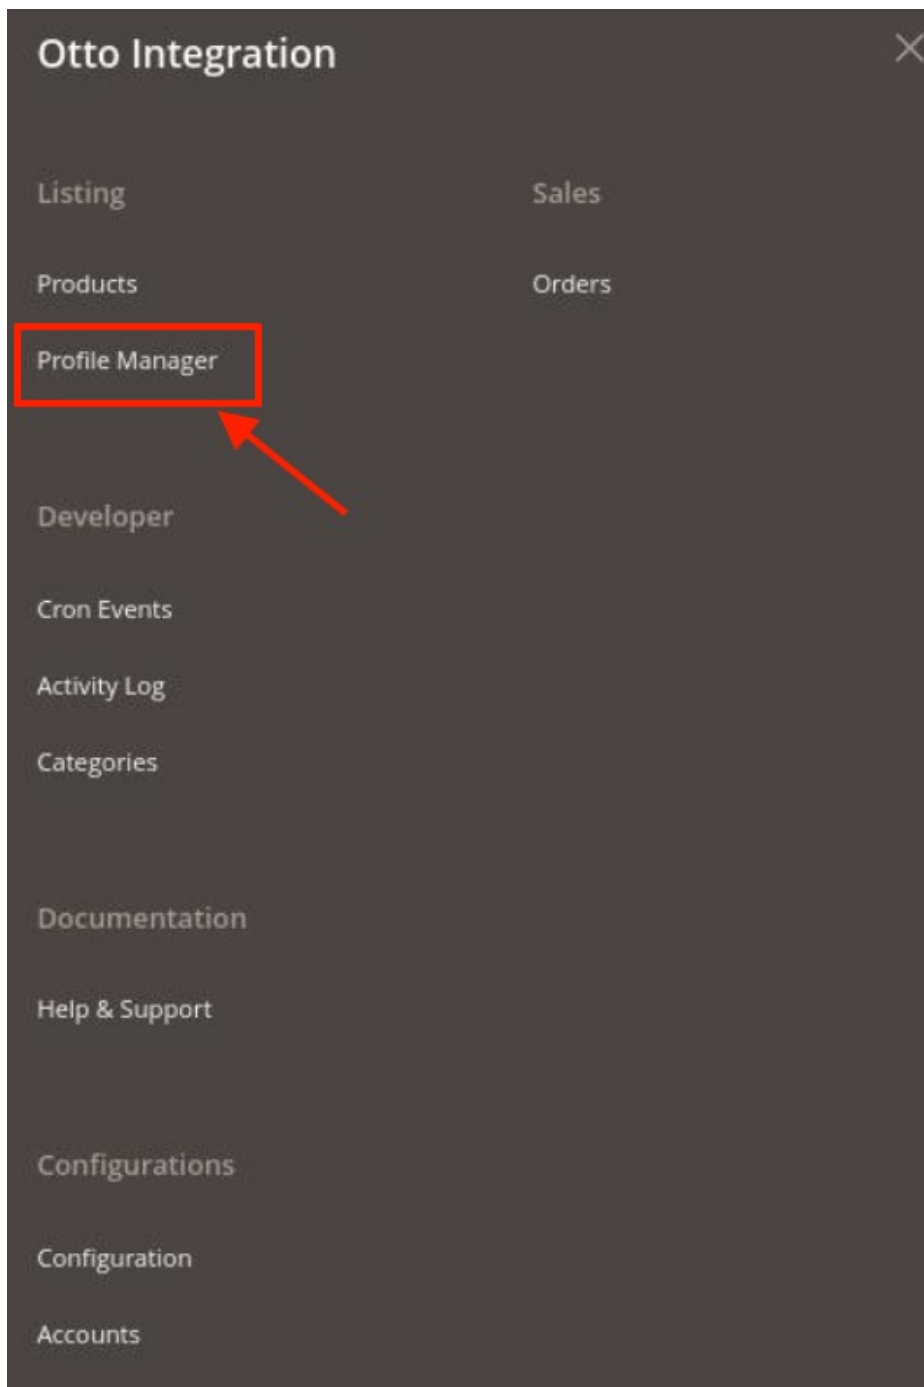 Otto Integration
Listing
Products
Profile Manager
Sales
Orders
Developer
Cron Events
Activity Log
Categories
Documentation
Help & Support
Configurations
Configuration
Accounts